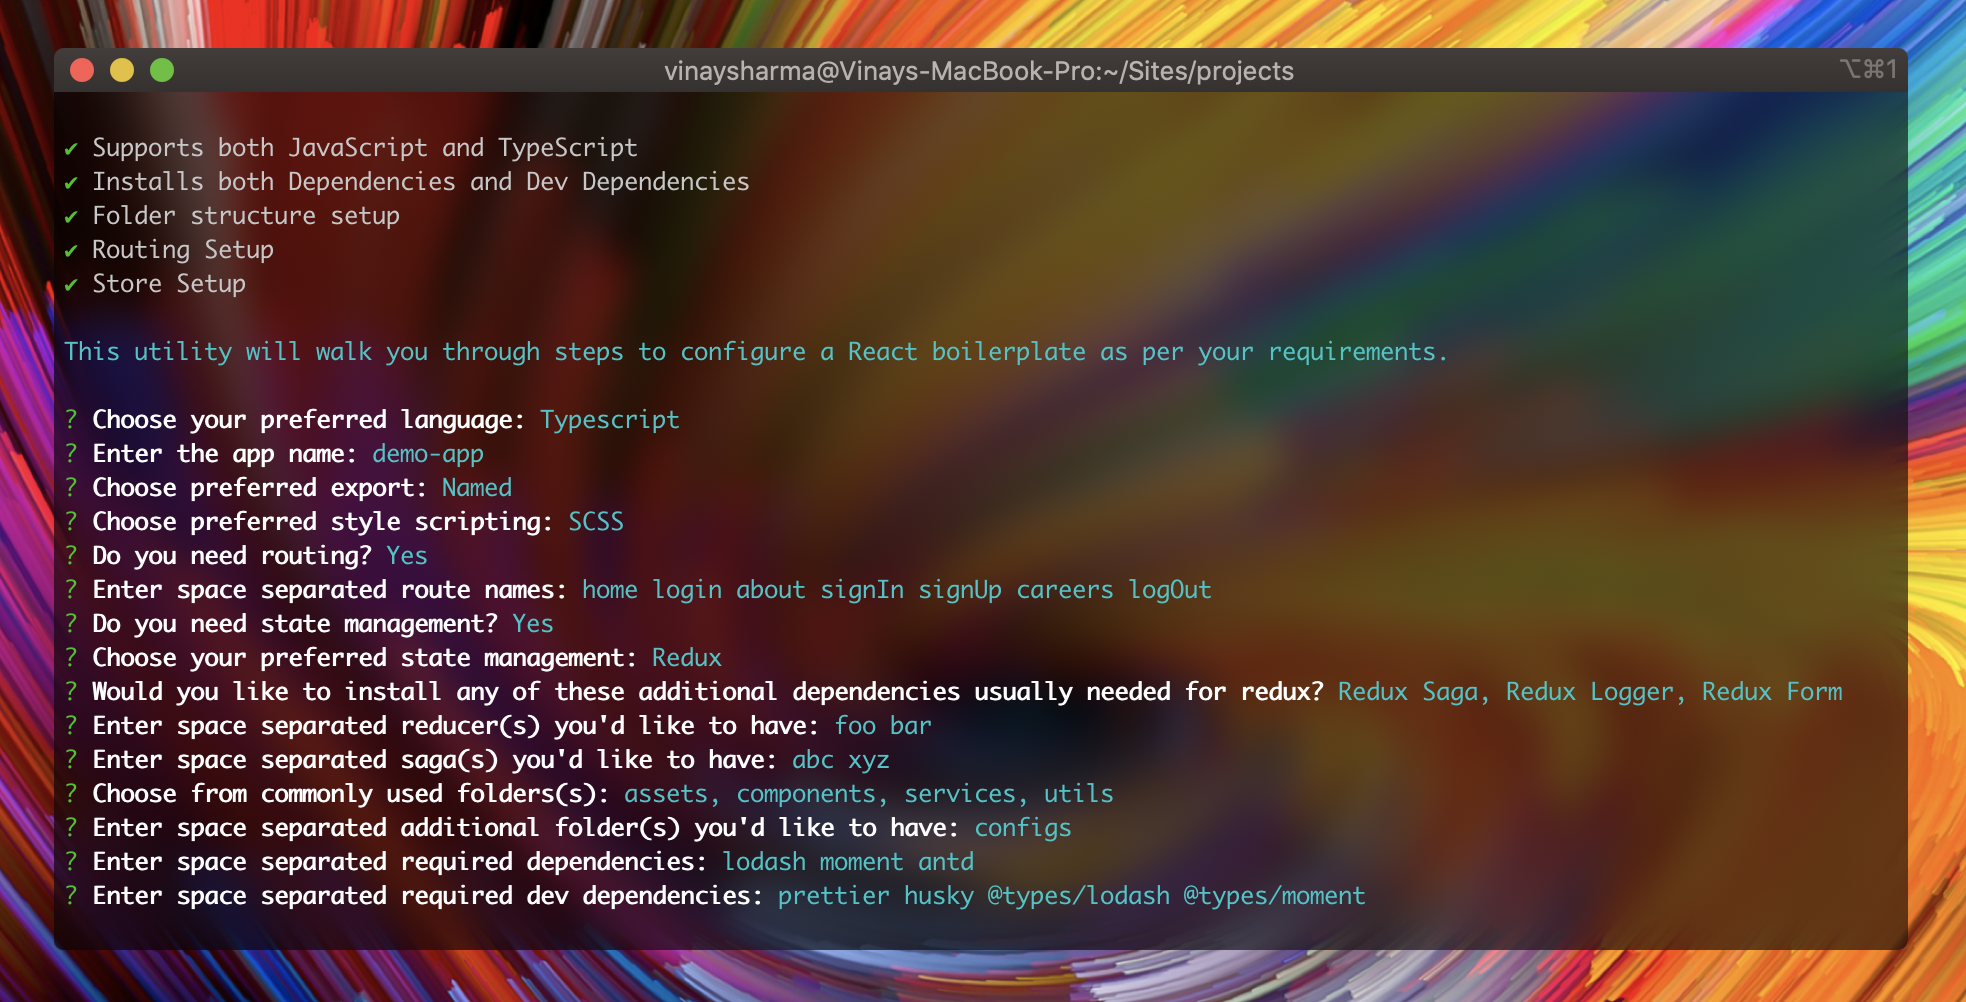 vinaysharma@Vinays-MacBook-Pro:~/Sites/projects ⌥⌘1
✔ Supports both JavaScript and TypeScript
✔ Installs both Dependencies and Dev Dependencies
✔ Folder structure setup
✔ Routing Setup
✔ Store Setup
This utility will walk you through steps to configure a React boilerplate as per your requirements.
? Choose your preferred language: Typescript
? Enter the app name: demo-app
? Choose preferred export: Named
? Choose preferred style scripting: SCSS
? Do you need routing? Yes
? Enter space separated route names: home login about signIn signUp careers logOut
? Do you need state management? Yes
? Choose your preferred state management: Redux
? Would you like to install any of these additional dependencies usually needed for redux? Redux Saga, Redux Logger, Redux Form
? Enter space separated reducer(s) you'd like to have: foo bar
? Enter space separated saga(s) you'd like to have: abc xyz
? Choose from commonly used folders(s): assets, components, services, utils
? Enter space separated additional folder(s) you'd like to have: configs
? Enter space separated required dependencies: lodash moment antd
? Enter space separated required dev dependencies: prettier husky @types/lodash @types/moment